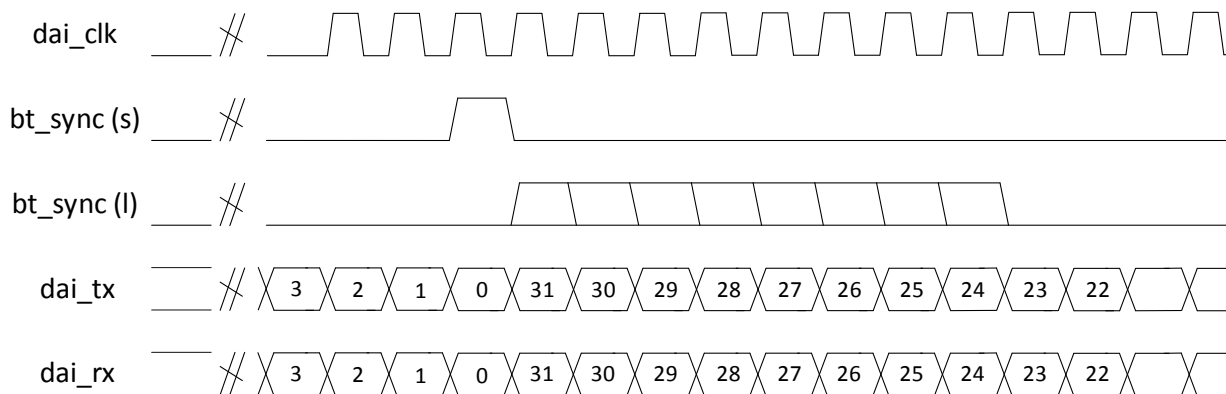 dai_clk
bt_sync (s)
bt_sync (l)
dai_tx 3 2 1 0 31 30 29 28 27 26 25 24 23 22
dai_rx 3 2 1 0 31 30 29 28 27 26 25 24 23 22